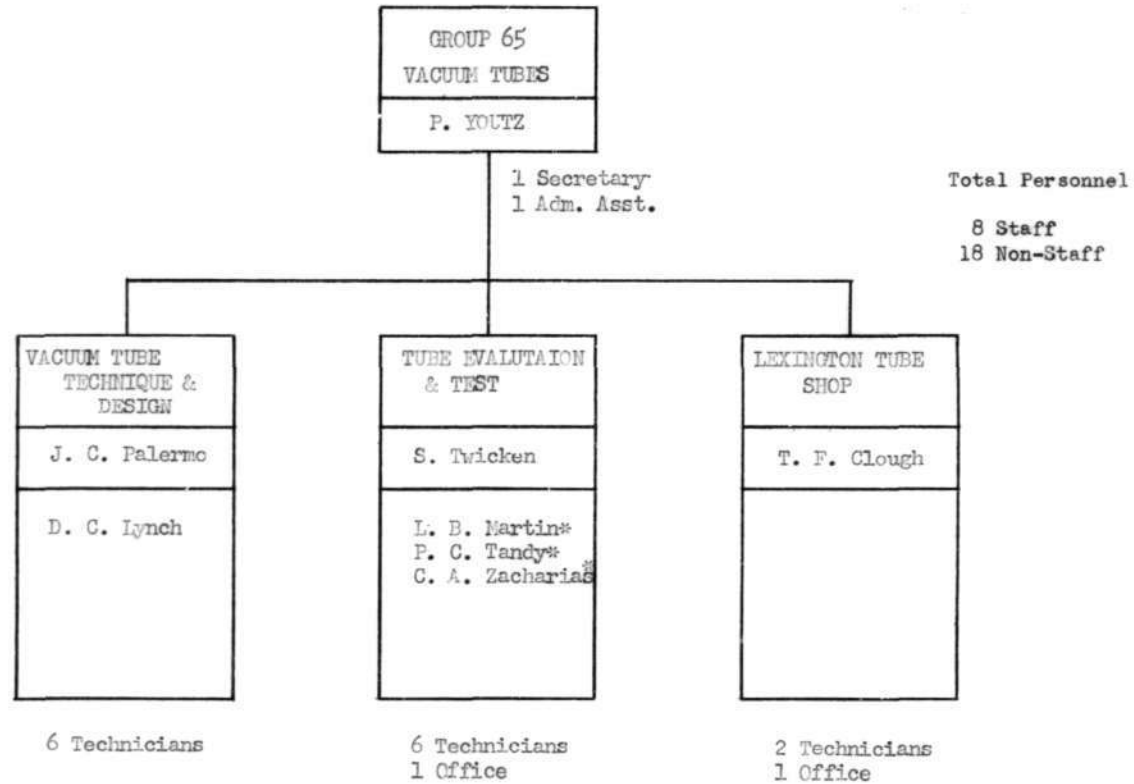 GROUP 65
VACUUM TUBES
P. YOUTZ
1 Secretary
1 Adm. Asst.
Total Personnel
8 Staff
18 Non-Staff
VACUUM TUBE
TECHNIQUE &
DESIGN
J. C. Palermo
D. C. Lynch
6 Technicians
TUBE EVALUTAION
& TEST
S. Twicken
L. B. Martin*
P. C. Tandy*
C. A. Zacharias*
6 Technicians
1 Office
LEXINGTON TUBE
SHOP
T. F. Clough
2 Technicians
1 Office